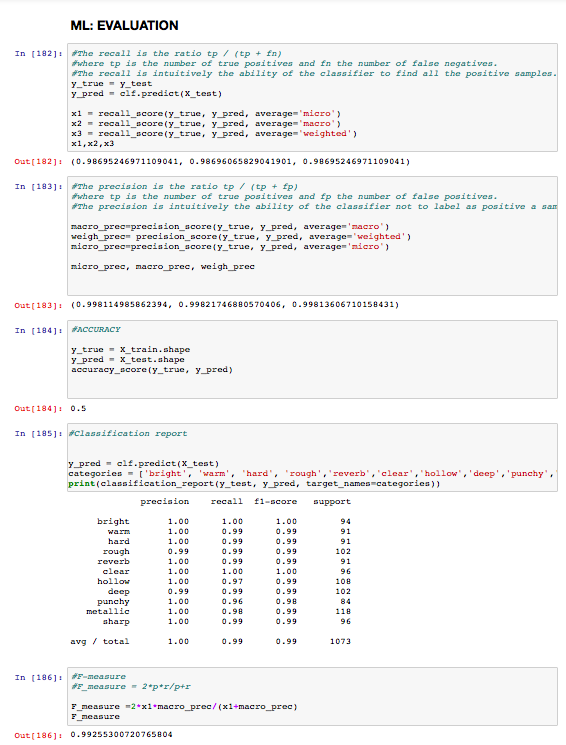 ML: EVALUATION
In [182]: #The recall is the ratio tp / (tp + fn)
#where tp is the number of true positives and fn the number of false negatives.
#The recall is intuitively the ability of the classifier to find all the positive samples.
y_true = y_test
y_pred = clf.predict(X_test)
x1 = recall_score(y_true, y_pred, average='micro')
x2 = recall_score(y_true, y_pred, average='macro')
x3 = recall_score(y_true, y_pred, average='weighted')
x1,x2,x3
Out[182]: (0.98695246971109041, 0.98696065829041901, 0.98695246971109041)
In [183]: #The precision is the ratio tp / (tp + fp)
#where tp is the number of true positives and fp the number of false positives.
#The precision is intuitively the ability of the classifier not to label as positive a sam
macro_prec=precision_score(y_true, y_pred, average='macro')
weigh_prec= precision_score(y_true, y_pred, average='weighted')
micro_prec=precision_score(y_true, y_pred, average='micro')
micro_prec, macro_prec, weigh_prec
Out[183]: (0.998114985862394, 0.99821746880570406, 0.99813606710158431)
In [184]: #ACCURACY
y_true = X_train.shape
y_pred = X_test.shape
accuracy_score(y_true, y_pred)
Out[184]: 0.5
In [185]: #Classification report
y_pred = clf.predict(X_test)
categories = ['bright', 'warm', 'hard', 'rough','reverb','clear','hollow','deep','punchy',
print(classification_report(y_test, y_pred, target_names=categories))
precision recall f1-score support
bright 1.00 1.00 1.00 94
warm 1.00 0.99 0.99 91
hard 1.00 0.99 0.99 91
rough 0.99 0.99 0.99 102
reverb 1.00 0.99 0.99 91
clear 1.00 1.00 1.00 96
hollow 1.00 0.97 0.99 108
deep 0.99 0.99 0.99 102
punchy 1.00 0.96 0.98 84
metallic 1.00 0.98 0.99 118
sharp 1.00 0.99 0.99 96
avg / total 1.00 0.99 0.99 1073
In [186]: #F-measure
#F_measure = 2*p*r/p+r
F_measure =2*x1*macro_prec/(x1+macro_prec)
F_measure
Out[186]: 0.99255300720765804